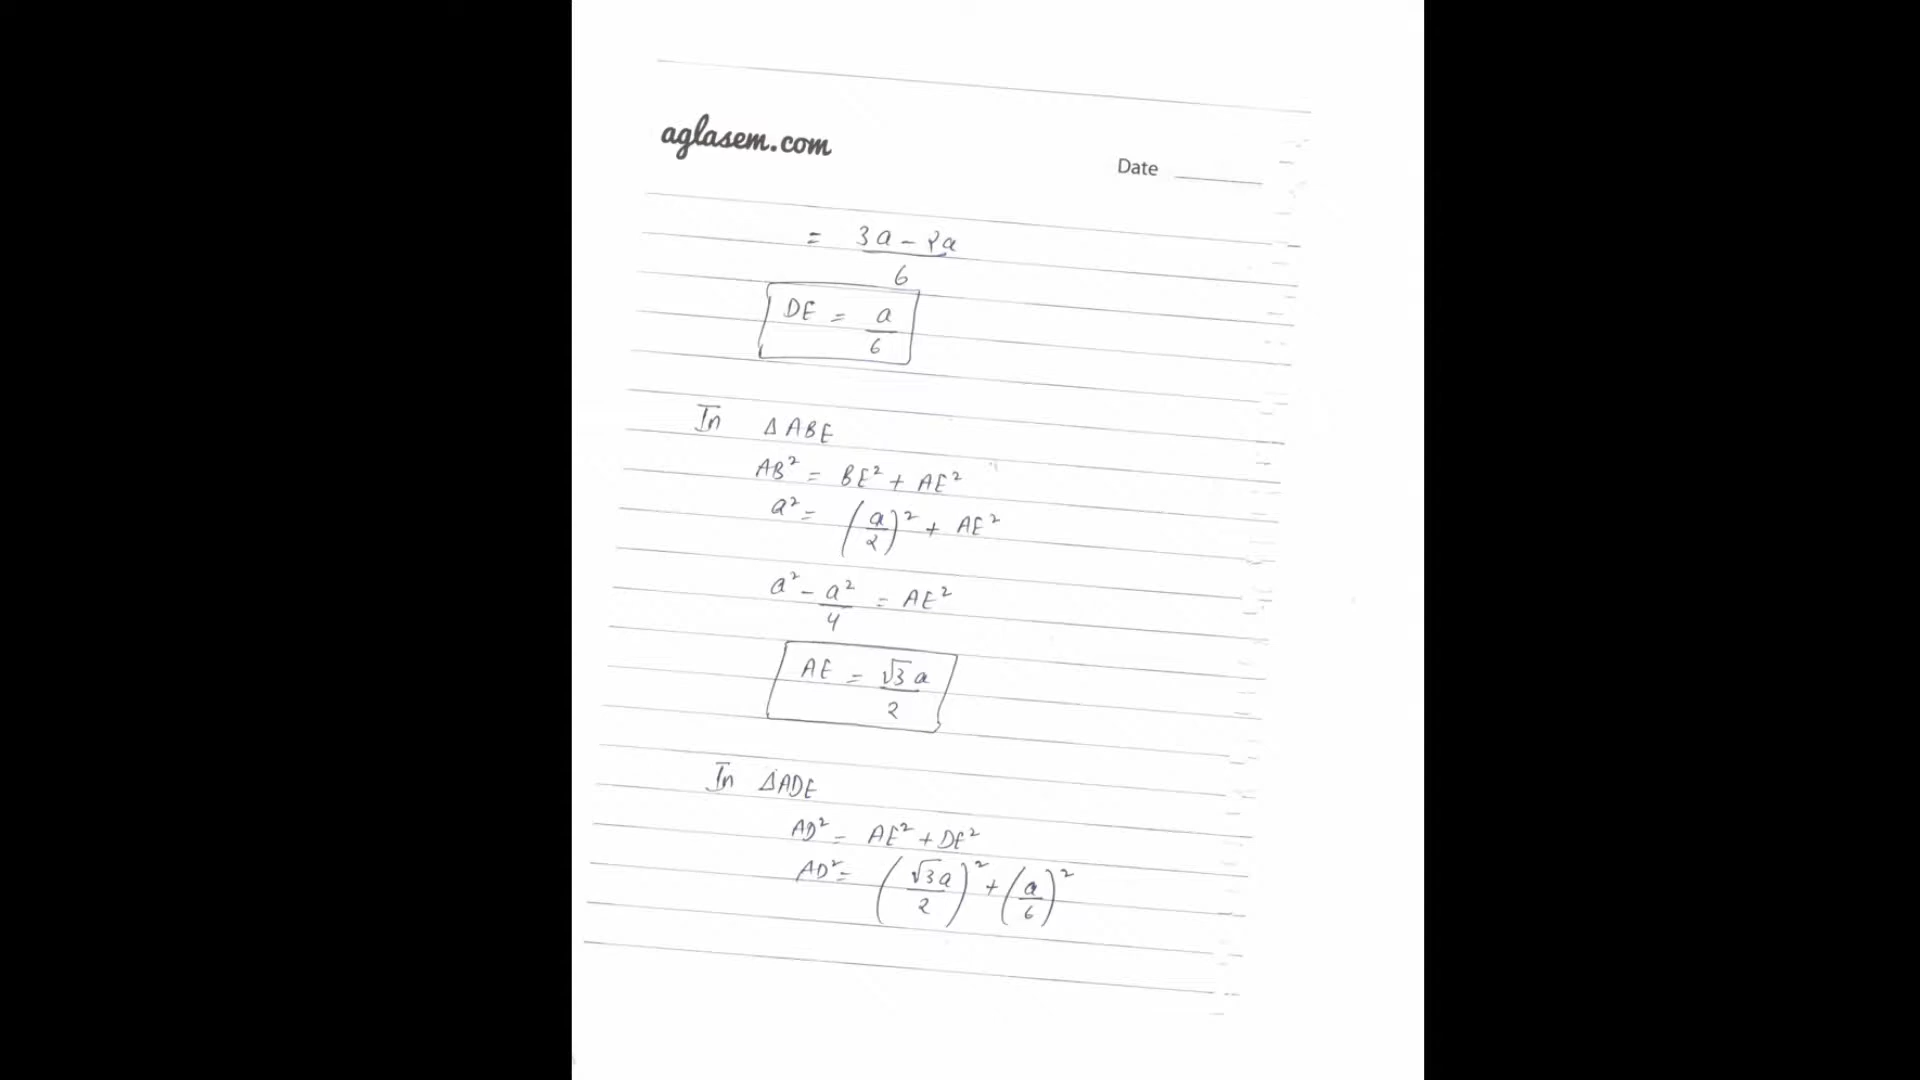 aglasem.com
Date
= 3a - 2a / 6
DE = a / 6
In Δ ABE
AB² = BE² + AE²
a² = (a/2)² + AE²
a² - a²/4 = AE²
AE = √3 a / 2
In ΔADE
AD² = AE² + DE²
AD² = (√3a/2)² + (a/6)²